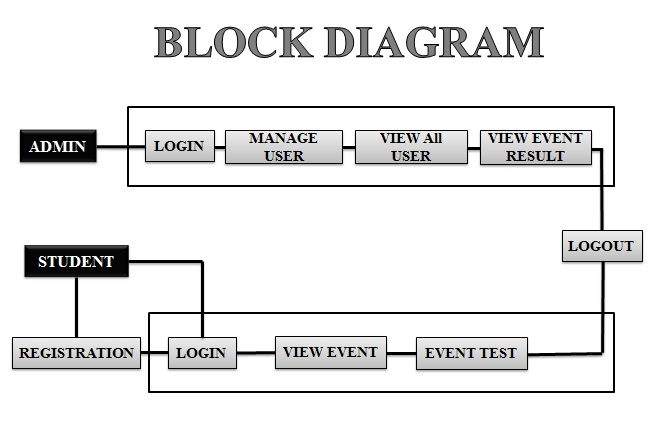 BLOCK DIAGRAM
ADMIN
LOGIN
MANAGE
USER
VIEW All
USER
VIEW EVENT
RESULT
LOGOUT
STUDENT
REGISTRATION
LOGIN
VIEW EVENT
EVENT TEST